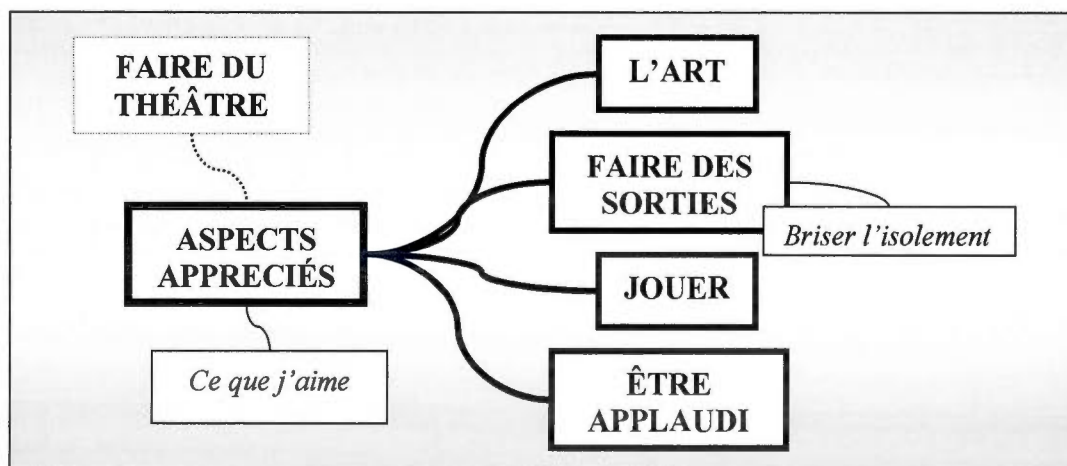 FAIRE DU
THÉÂTRE
ASPECTS
APPRECIÉS
Ce que j'aime
L'ART
FAIRE DES
SORTIES
Briser l'isolement
JOUER
ÊTRE
APPLAUDI